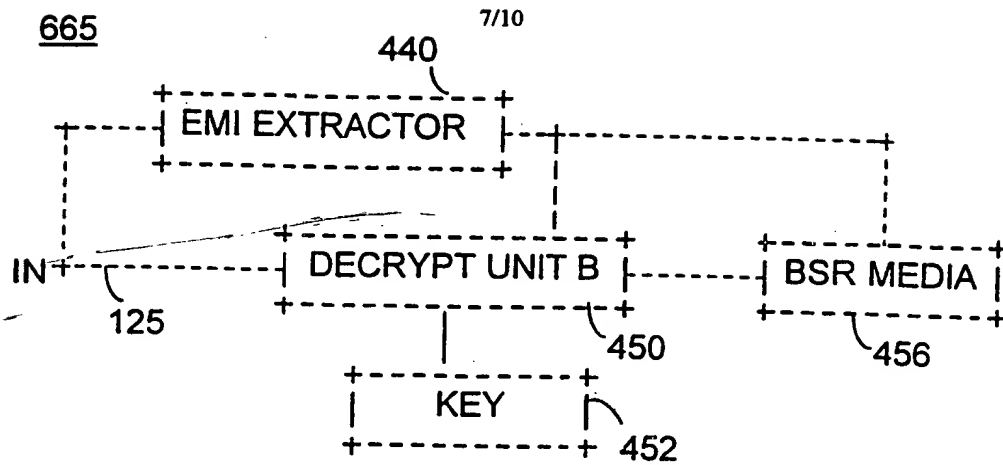 7/10
665
440
EMI EXTRACTOR
IN
DECRYPT UNIT B
BSR MEDIA
125
450
456
KEY
452